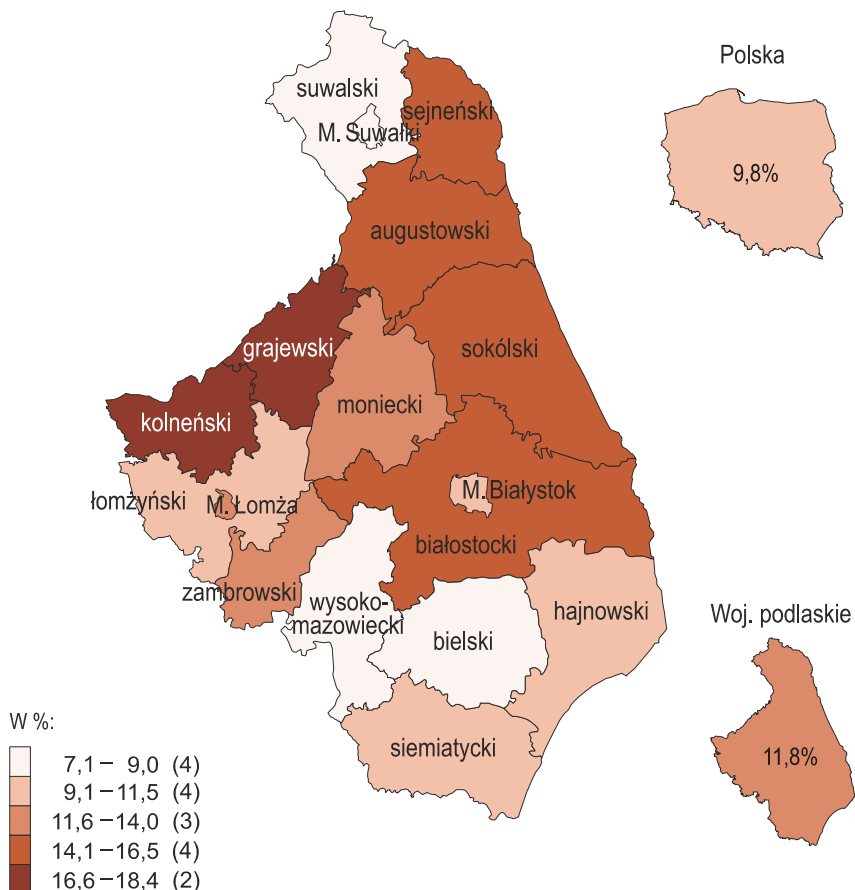 Polska
suwalski
sejneński
M. Suwałki
9,8%
augustowski
sokólski
grajewski
moniecki
kolneński
M. Białystok
łomżyński
M. Łomża
białostocki
zambrowski
wysoko-
mazowiecki
hajnowski
Woj. podlaskie
bielski
siemiatycki
11,8%
W %:
7,1 – 9,0 (4)
9,1 – 11,5 (4)
11,6 – 14,0 (3)
14,1 – 16,5 (4)
16,6 – 18,4 (2)